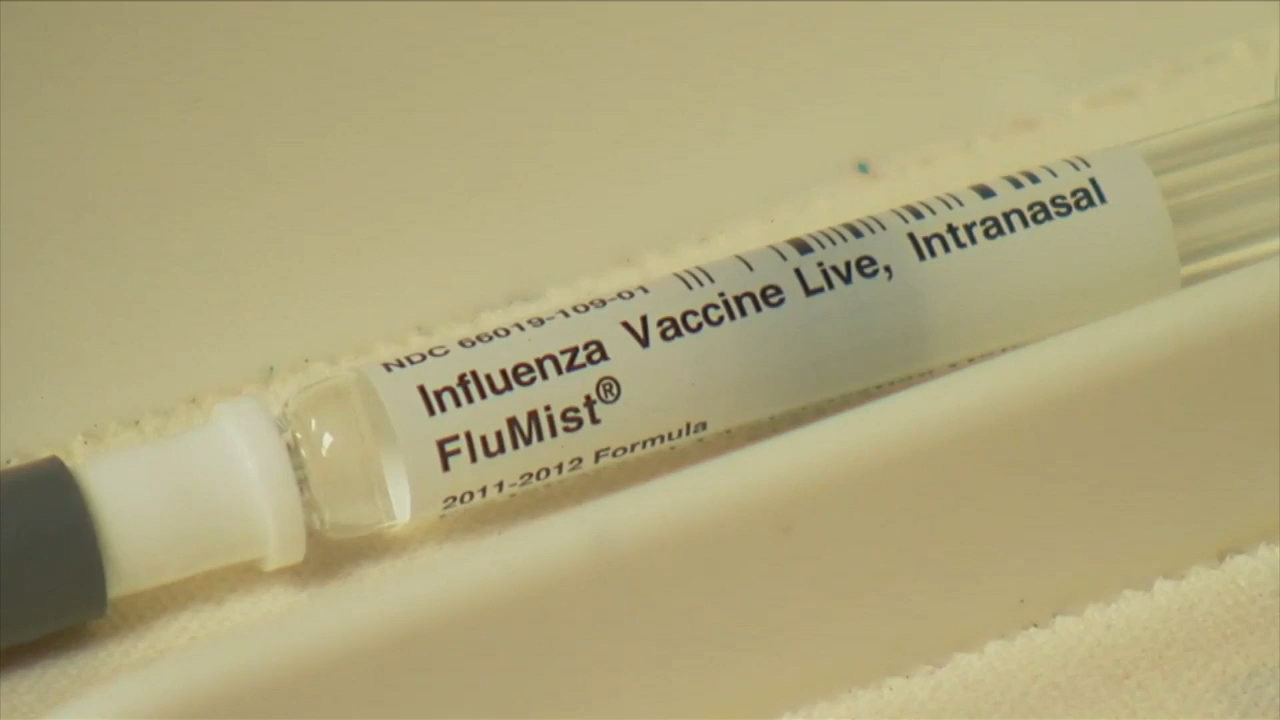 NDC 66019-109-01
Influenza Vaccine Live, Intranasal
FluMist®
2011-2012 Formula